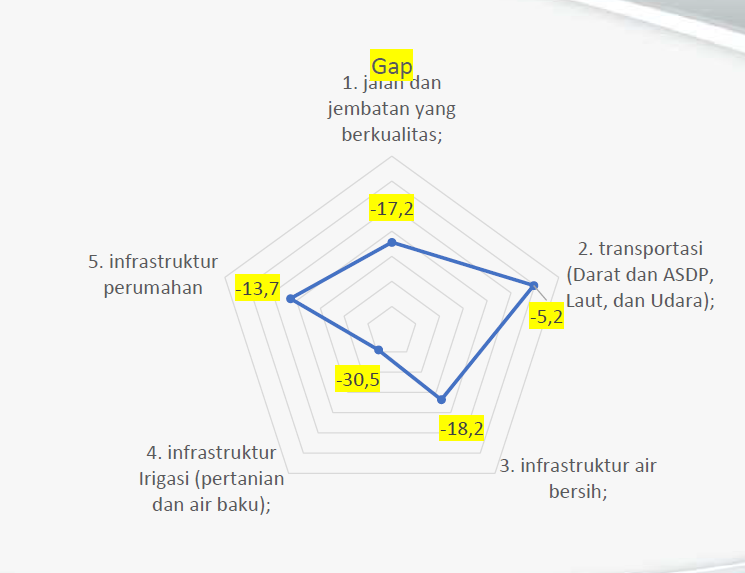 Gap
1. jalan dan
jembatan yang
berkualitas;
-17,2
2. transportasi
(Darat dan ASDP,
Laut, dan Udara);
-5,2
5. infrastruktur
perumahan
-13,7
-30,5
-18,2
4. infrastruktur
Irigasi (pertanian
dan air baku);
3. infrastruktur air
bersih;